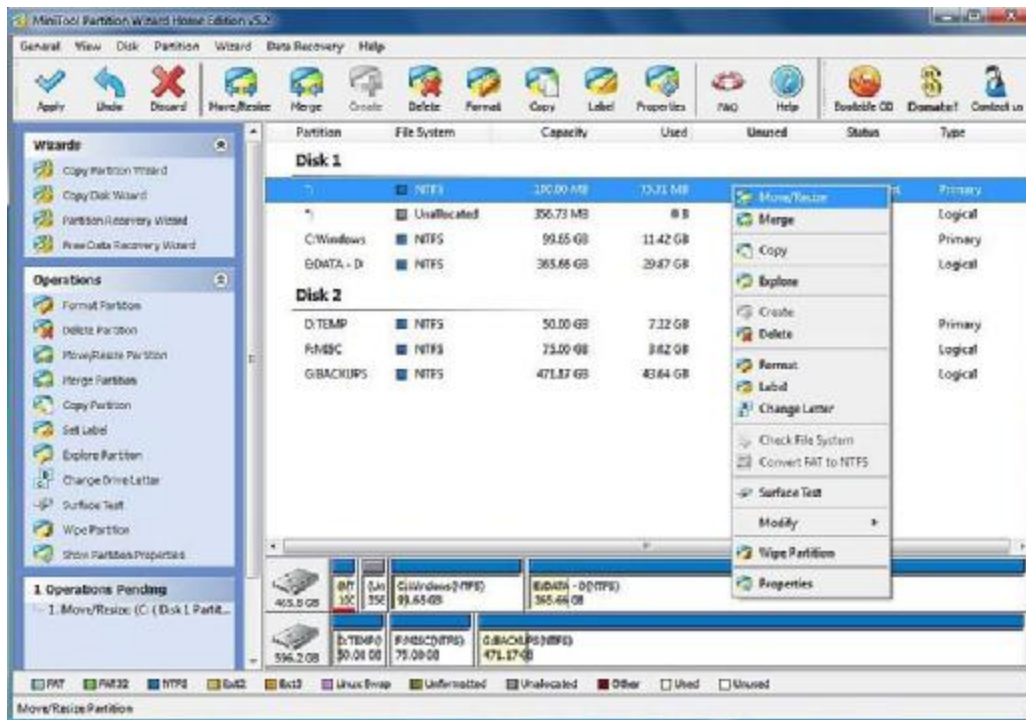 MiniTool Partition Wizard Home Edition v5.2
General View Disk Partition Wizard Data Recovery Help
Apply Undo Discard Move/Resize Merge Create Delete Format Copy Label Properties FAQ Help Bootable CD Donate! Contact us
Wizards
Copy Partition Wizard
Copy Disk Wizard
Partition Recovery Wizard
Free Data Recovery Wizard
Operations
Format Partition
Delete Partition
Move/Resize Partition
Merge Partition
Copy Partition
Set Label
Explore Partition
Change Drive Letter
Surface Test
Wipe Partition
Show Partition Properties
1 Operations Pending
1. Move/Resize (C: ( Disk 1 Partit...
Partition File System Capacity Used Unused Status Type
Disk 1
*: NTFS 100.00 MB Primary
*: Unallocated 356.73 MB 0 B Logical
C:Windows NTFS 99.65 GB 11.42 GB Primary
E:DATA - D NTFS 365.66 GB 29.87 GB Logical
Disk 2
D:TEMP NTFS 50.00 GB 7.12 GB Primary
F:MISC NTFS 75.00 GB 3.62 GB Logical
G:BACKUPS NTFS 471.17 GB 43.64 GB Logical
Move/Resize
Merge
Copy
Explore
Create
Delete
Format
Label
Change Letter
Check File System
Convert FAT to NTFS
Surface Test
Modify
Wipe Partition
Properties
C:Windows(NTFS) E:DATA - D(NTFS)
465.8 GB 99.65 GB 365.66 GB
D:TEMP( F:MISC(NTFS) G:BACKUPS(NTFS)
596.2 GB 50.00 GB 75.00 GB 471.17 GB
FAT FAT32 NTFS Ext2 Ext3 Linux Swap Unformatted Unallocated Other Used Unused
Move/Resize Partition